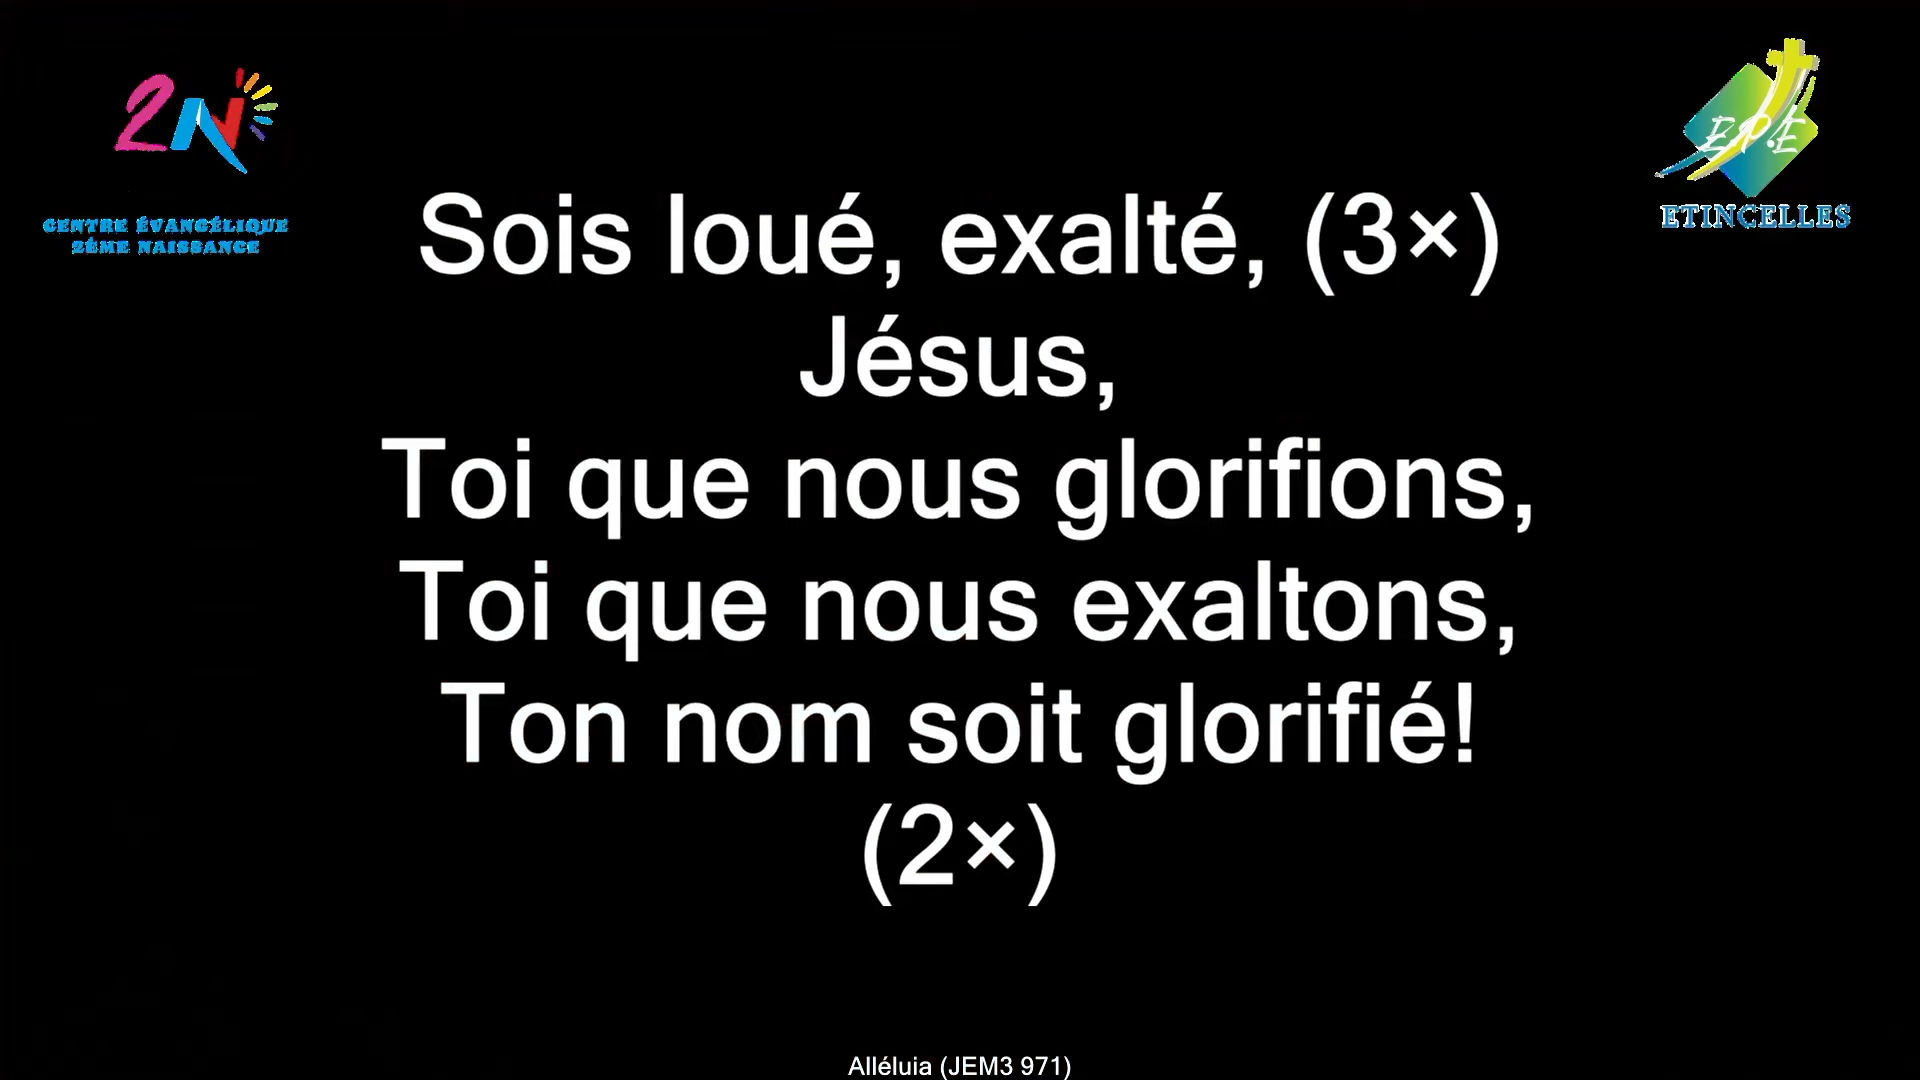 2N
CENTRE ÉVANGÉLIQUE
2ÈME NAISSANCE
E.P.E
ETINCELLES
Sois loué, exalté, (3×)
Jésus,
Toi que nous glorifions,
Toi que nous exaltons,
Ton nom soit glorifié!
(2×)
Alléluia (JEM3 971)